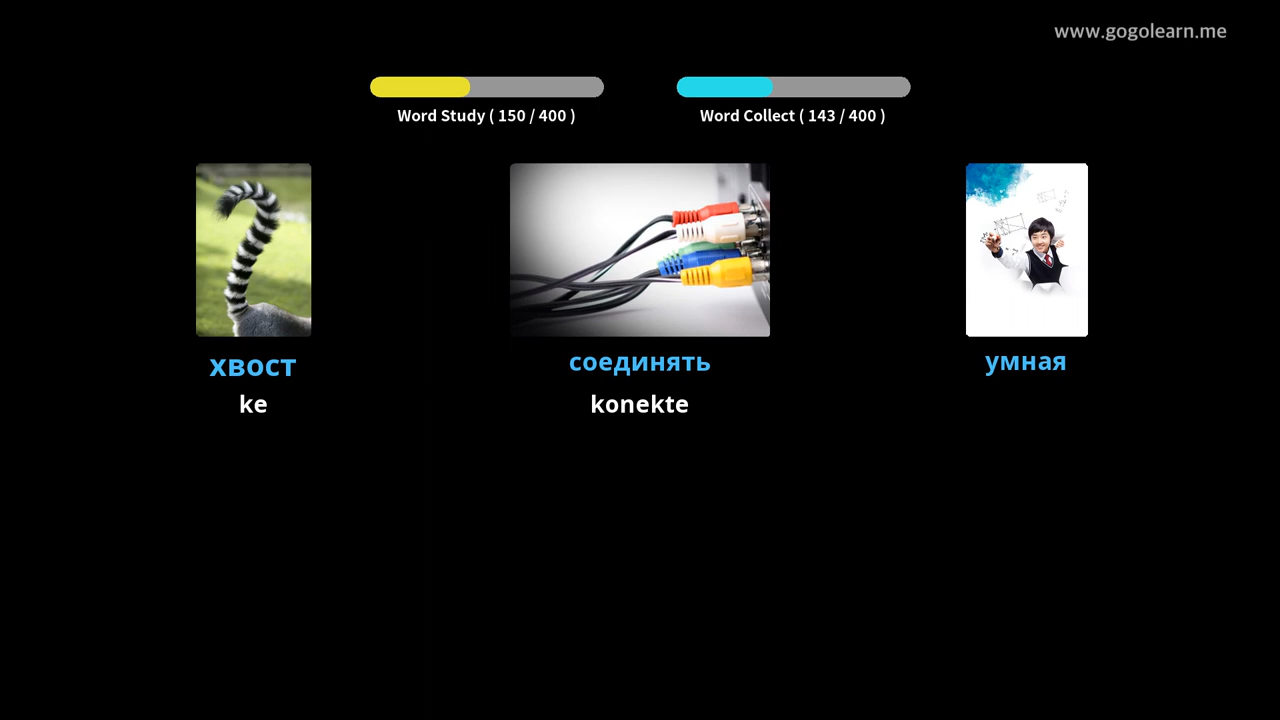 www.gogolearn.me
Word Study ( 150 / 400 )
Word Collect ( 143 / 400 )
хвост
ke
соединять
konekte
умная